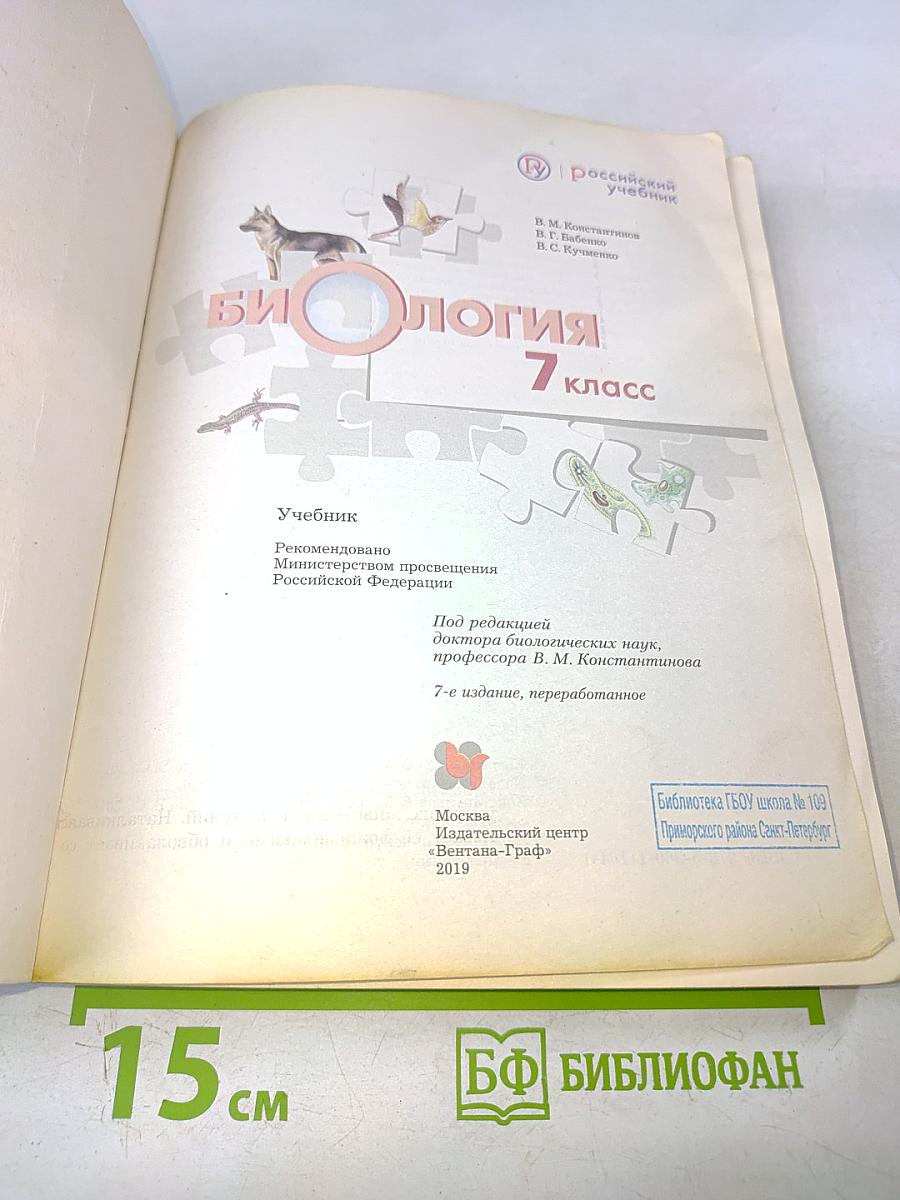 Российский
учебник
В. М. Константинов
В. Г. Бабенко
В. С. Кучменко
БИОЛОГИЯ
7 класс
Учебник
Рекомендовано
Министерством просвещения
Российской Федерации
Под редакцией
доктора биологических наук,
профессора В. М. Константинова
7-е издание, переработанное
Москва
Издательский центр
«Вентана-Граф»
2019
Библиотека ГБОУ школа № 109
Приморского района Санкт-Петербург
15 см
БФ БИБЛИОФАН